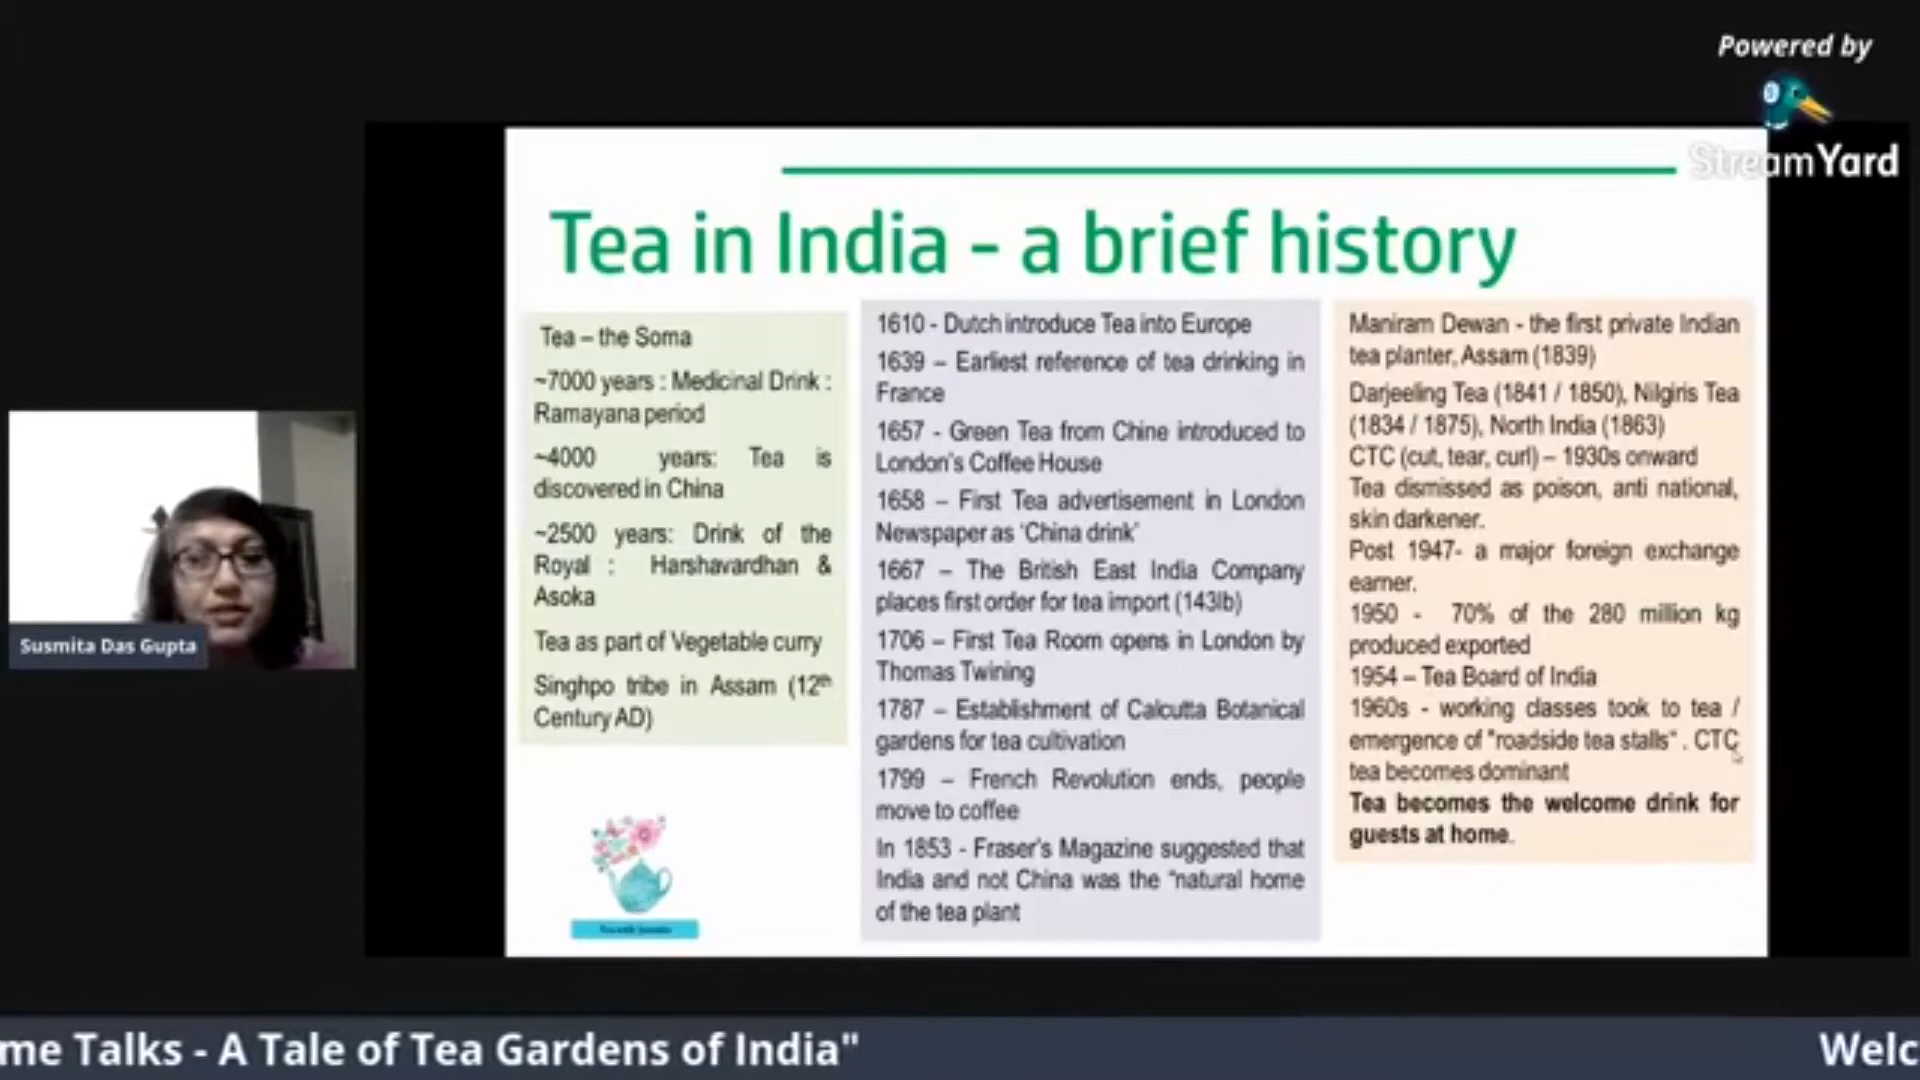 Powered by
StreamYard
Tea in India - a brief history
Tea – the Soma
~7000 years : Medicinal Drink :
Ramayana period
~4000 years: Tea is
discovered in China
~2500 years: Drink of the
Royal : Harshavardhan &
Asoka
Tea as part of Vegetable curry
Singhpo tribe in Assam (12th
Century AD)
1610 - Dutch introduce Tea into Europe
1639 – Earliest reference of tea drinking in
France
1657 - Green Tea from Chine introduced to
London's Coffee House
1658 – First Tea advertisement in London
Newspaper as 'China drink'
1667 – The British East India Company
places first order for tea import (143lb)
1706 – First Tea Room opens in London by
Thomas Twining
1787 – Establishment of Calcutta Botanical
gardens for tea cultivation
1799 – French Revolution ends, people
move to coffee
In 1853 - Fraser's Magazine suggested that
India and not China was the "natural home
of the tea plant
Maniram Dewan - the first private Indian
tea planter, Assam (1839)
Darjeeling Tea (1841 / 1850), Nilgiris Tea
(1834 / 1875), North India (1863)
CTC (cut, tear, curl) – 1930s onward
Tea dismissed as poison, anti national,
skin darkener.
Post 1947- a major foreign exchange
earner.
1950 - 70% of the 280 million kg
produced exported
1954 – Tea Board of India
1960s - working classes took to tea /
emergence of "roadside tea stalls" . CTC
tea becomes dominant
Tea becomes the welcome drink for
guests at home.
Susmita Das Gupta
me Talks - A Tale of Tea Gardens of India"
Welc